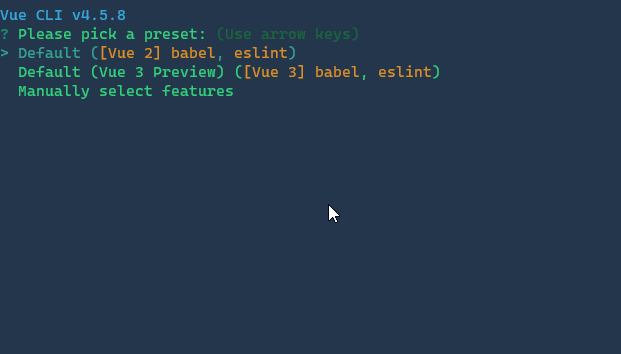 Vue CLI v4.5.8
? Please pick a preset: (Use arrow keys)
> Default ([Vue 2] babel, eslint)
  Default (Vue 3 Preview) ([Vue 3] babel, eslint)
  Manually select features